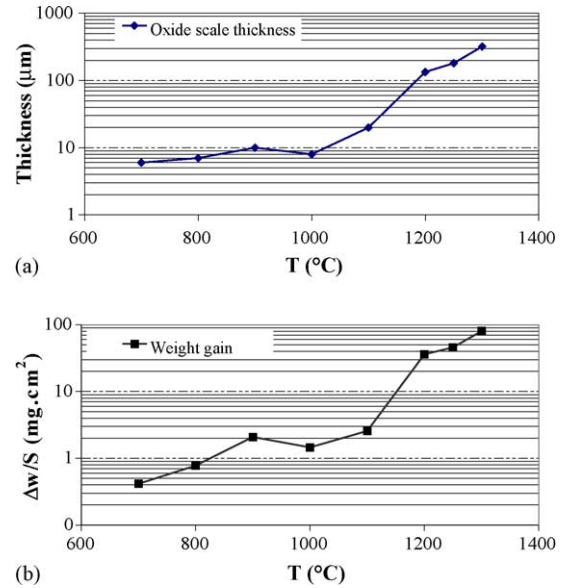 1000
Oxide scale thickness
100
Thickness (μm)
10
1
600 800 1000 1200 1400
(a)
T (°C)
100
Weight gain
10
Δw/S (mg.cm²)
1
0
600 800 1000 1200 1400
(b)
T (°C)